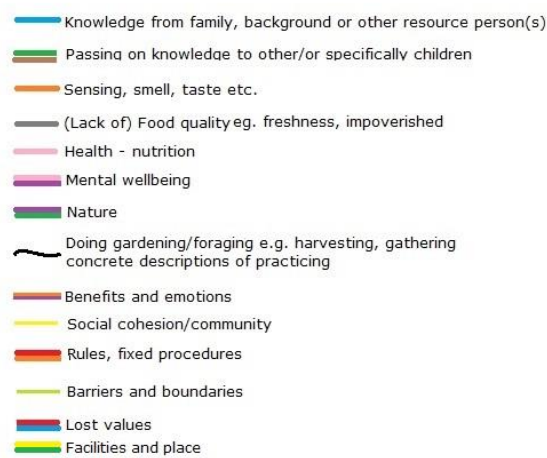 Knowledge from family, background or other resource person(s)
Passing on knowledge to other/or specifically children
Sensing, smell, taste etc.
(Lack of) Food quality eg. freshness, impoverished
Health - nutrition
Mental wellbeing
Nature
Doing gardening/foraging e.g. harvesting, gathering
concrete descriptions of practicing
Benefits and emotions
Social cohesion/community
Rules, fixed procedures
Barriers and boundaries
Lost values
Facilities and place